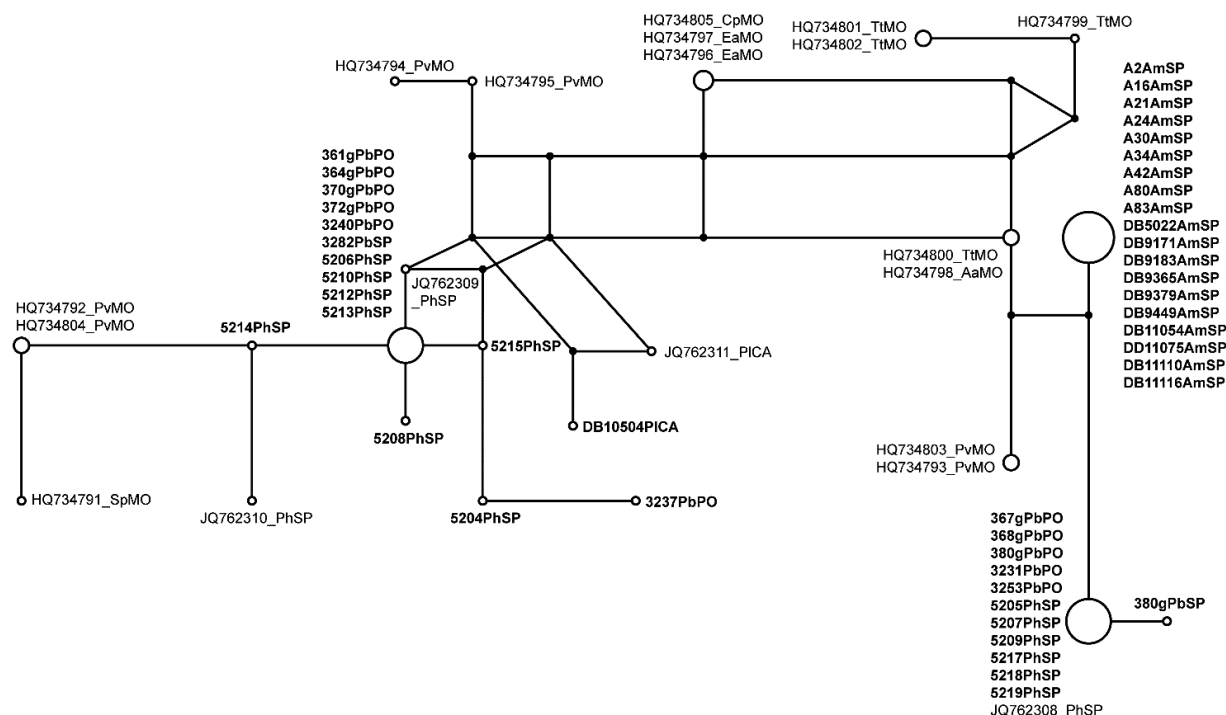 HQ734805_CpMO
HQ734797_EaMO
HQ734796_EaMO
HQ734801_TtMO
HQ734802_TtMO
HQ734799_TtMO
HQ734794_PvMO
HQ734795_PvMO
A2AmSP
A16AmSP
A21AmSP
A24AmSP
A30AmSP
A34AmSP
A42AmSP
A80AmSP
A83AmSP
DB5022AmSP
DB9171AmSP
DB9183AmSP
DB9365AmSP
DB9379AmSP
DB9449AmSP
DB11054AmSP
DD11075AmSP
DB11110AmSP
DB11116AmSP
361gPbPO
364gPbPO
370gPbPO
372gPbPO
3240PbPO
3282PbSP
5206PhSP
5210PhSP
5212PhSP
5213PhSP
JQ762309
_PhSP
HQ734800_TtMO
HQ734798_AaMO
HQ734792_PvMO
HQ734804_PvMO
5214PhSP
5215PhSP
JQ762311_PICA
5208PhSP
DB10504PICA
HQ734803_PvMO
HQ734793_PvMO
HQ734791_SpMO
JQ762310_PhSP
5204PhSP
3237PbPO
367gPbPO
368gPbPO
380gPbPO
3231PbPO
3253PbPO
5205PhSP
5207PhSP
5209PhSP
5217PhSP
5218PhSP
5219PhSP
JQ762308_PhSP
380gPbSP